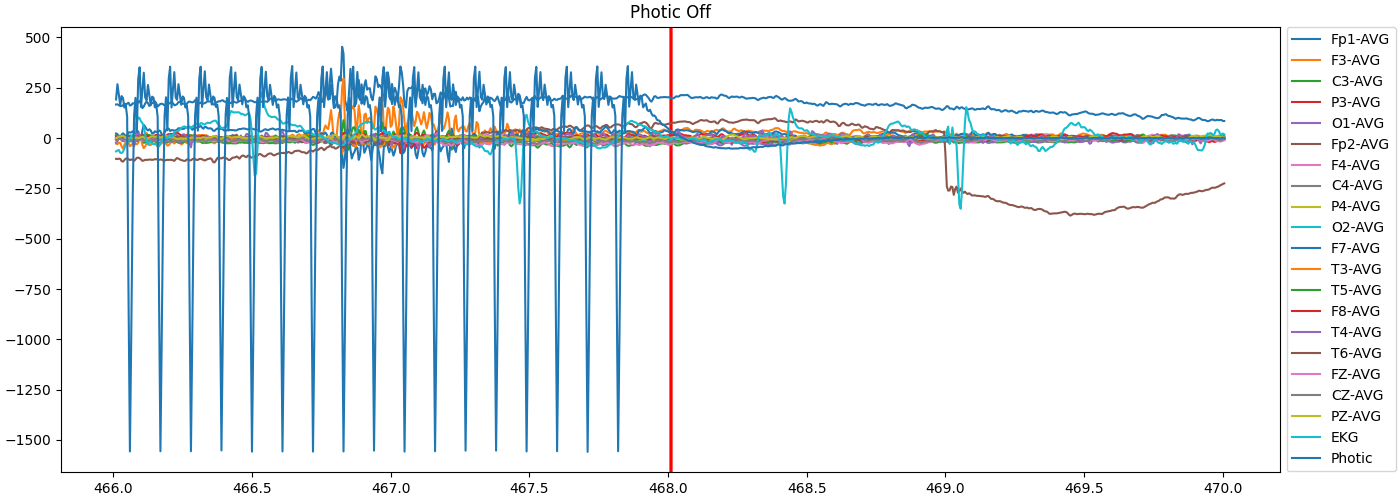 Photic Off
500
250
0
−250
−500
−750
−1000
−1250
−1500
466.0 466.5 467.0 467.5 468.0 468.5 469.0 469.5 470.0
Fp1-AVG
F3-AVG
C3-AVG
P3-AVG
O1-AVG
Fp2-AVG
F4-AVG
C4-AVG
P4-AVG
O2-AVG
F7-AVG
T3-AVG
T5-AVG
F8-AVG
T4-AVG
T6-AVG
FZ-AVG
CZ-AVG
PZ-AVG
EKG
Photic